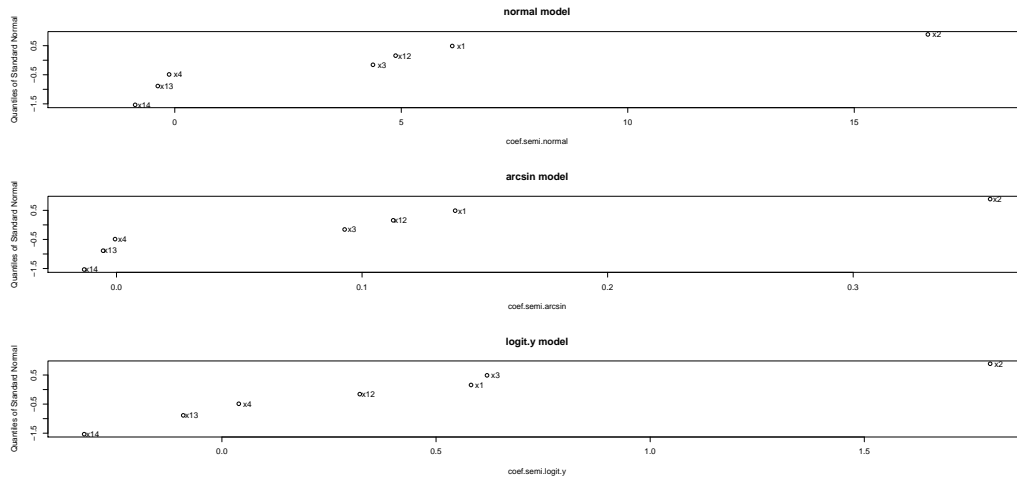 normal model
Quantiles of Standard Normal
0.5
-0.5
-1.5
x14
x13
x4
x3
x12
x1
x2
0
5
10
15
coef.semi.normal
arcsin model
Quantiles of Standard Normal
0.5
-0.5
-1.5
x14
x13
x4
x3
x12
x1
x2
0.0
0.1
0.2
0.3
coef.semi.arcsin
logit.y model
Quantiles of Standard Normal
0.5
-0.5
-1.5
x14
x13
x4
x12
x1
x3
x2
0.0
0.5
1.0
1.5
coef.semi.logit.y